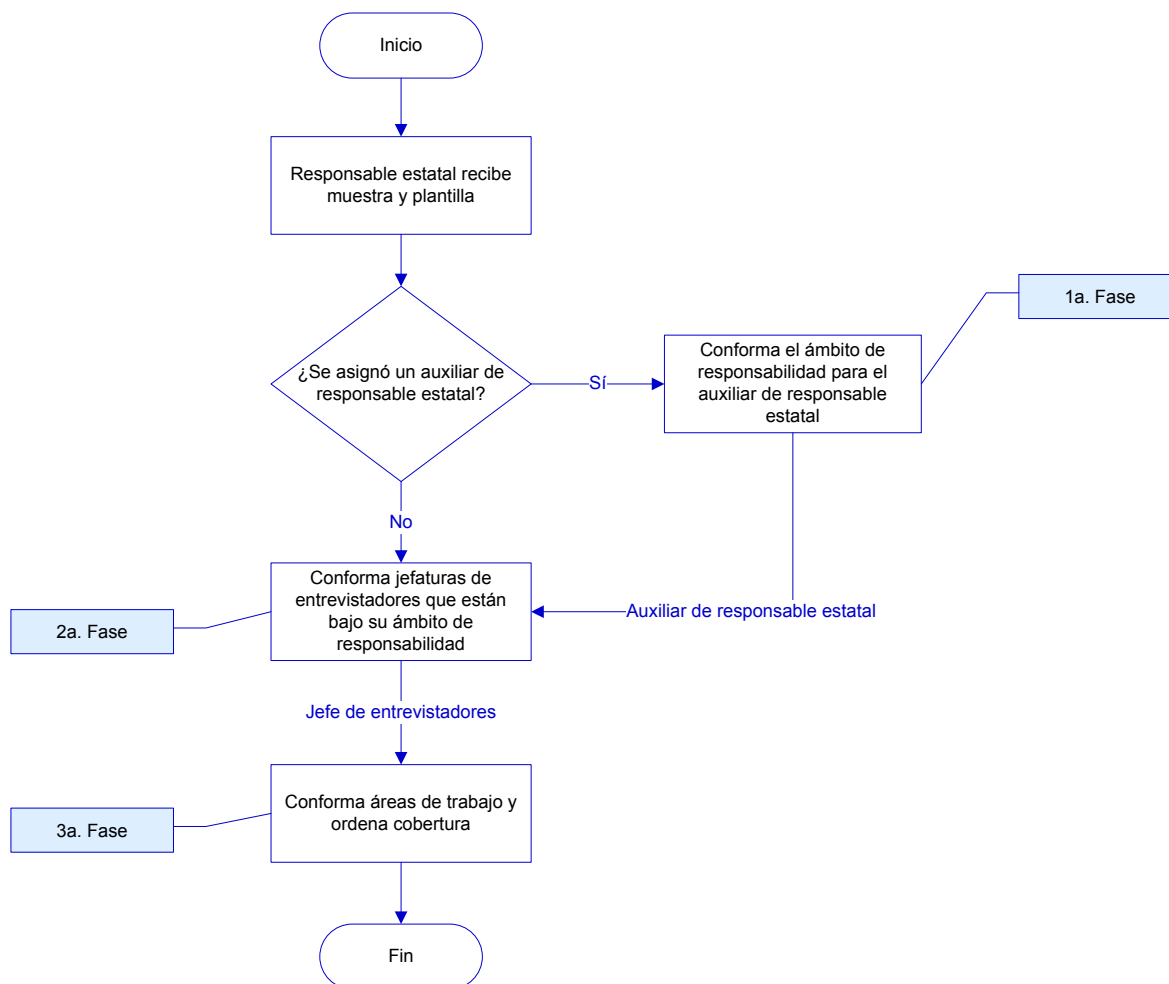 Inicio
Responsable estatal recibe
muestra y plantilla
1a. Fase
¿Se asignó un auxiliar de
responsable estatal?
Sí
Conforma el ámbito de
responsabilidad para el
auxiliar de responsable
estatal
No
Conforma jefaturas de
entrevistadores que están
bajo su ámbito de
responsabilidad
Auxiliar de responsable estatal
2a. Fase
Jefe de entrevistadores
Conforma áreas de trabajo y
ordena cobertura
3a. Fase
Fin